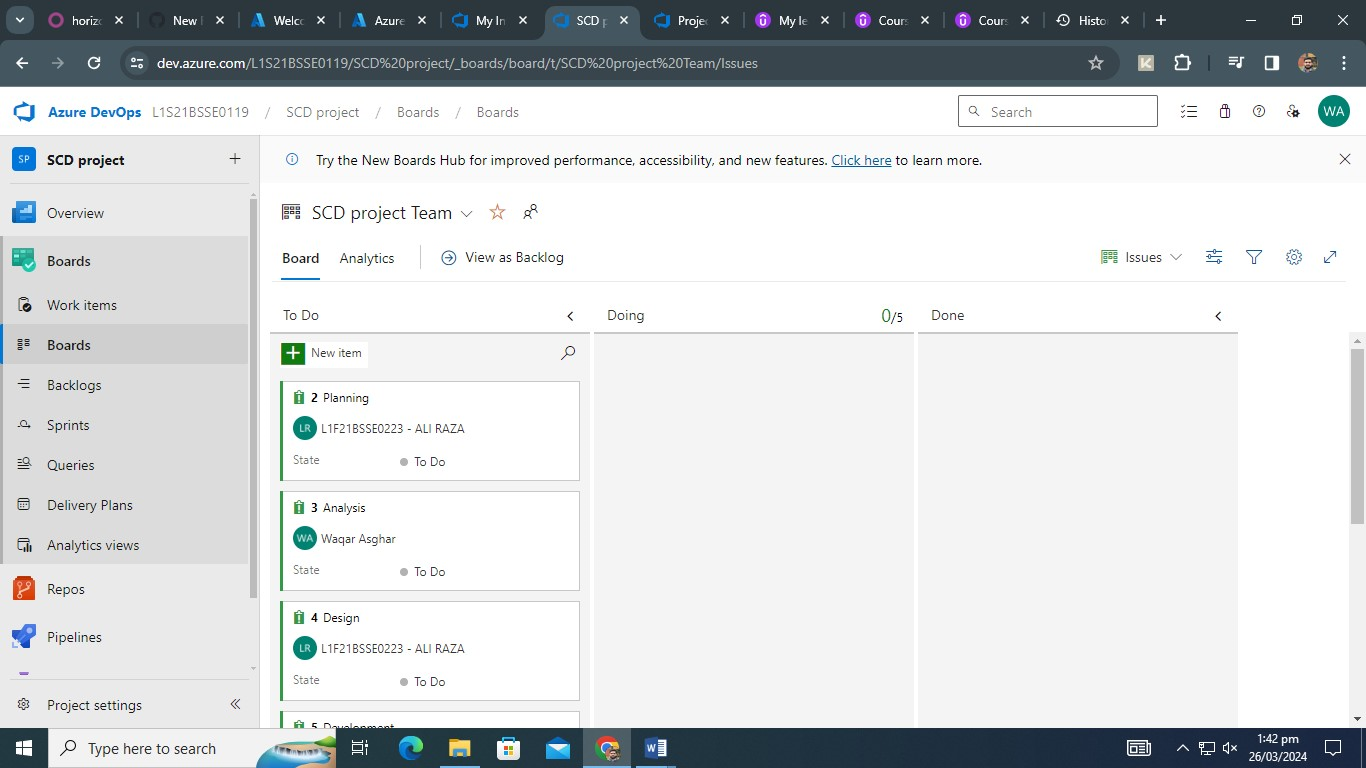 horizo
New I
Welco
Azure
My In
SCD p
Projec
My le
Cours
Cours
Histo
dev.azure.com/L1S21BSSE0119/SCD%20project/_boards/board/t/SCD%20project%20Team/Issues
K
Azure DevOps L1S21BSSE0119 / SCD project / Boards / Boards
Search
WA
SP SCD project
Try the New Boards Hub for improved performance, accessibility, and new features. Click here to learn more.
Overview
Boards
Work items
Boards
Backlogs
Sprints
Queries
Delivery Plans
Analytics views
Repos
Pipelines
Project settings
SCD project Team
Board Analytics View as Backlog
Issues
To Do
Doing 0/5
Done
New item
2 Planning
LR L1F21BSSE0223 - ALI RAZA
State To Do
3 Analysis
WA Waqar Asghar
State To Do
4 Design
LR L1F21BSSE0223 - ALI RAZA
State To Do
5 Development
Type here to search
1:42 pm
26/03/2024